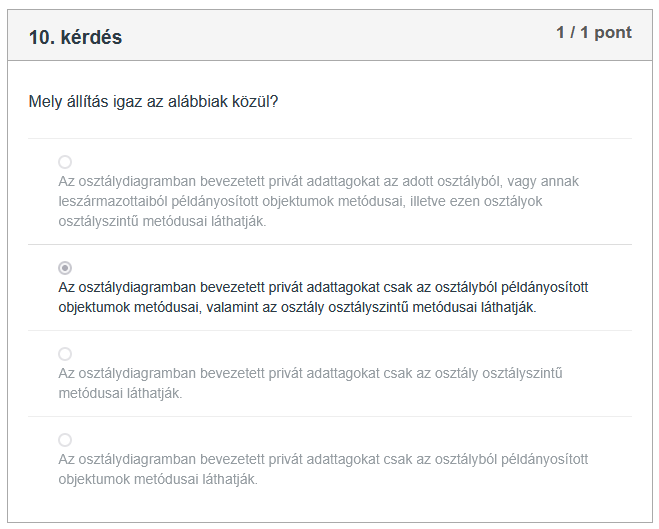 10. kérdés
1 / 1 pont
Mely állítás igaz az alábbiak közül?
Az osztálydiagramban bevezetett privát adattagokat az adott osztályból, vagy annak
leszármazottaiból példányosított objektumok metódusai, illetve ezen osztályok
osztályszintű metódusai láthatják.
Az osztálydiagramban bevezetett privát adattagokat csak az osztályból példányosított
objektumok metódusai, valamint az osztály osztályszintű metódusai láthatják.
Az osztálydiagramban bevezetett privát adattagokat csak az osztály osztályszintű
metódusai láthatják.
Az osztálydiagramban bevezetett privát adattagokat csak az osztályból példányosított
objektumok metódusai láthatják.